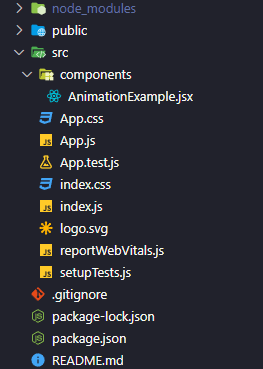 node_modules
public
src
components
AnimationExample.jsx
App.css
App.js
App.test.js
index.css
index.js
logo.svg
reportWebVitals.js
setupTests.js
.gitignore
package-lock.json
package.json
README.md